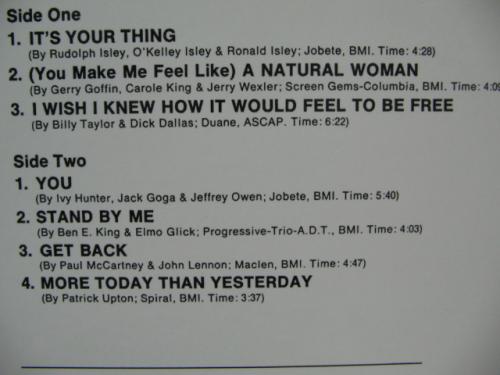 Side One
1. IT'S YOUR THING
(By Rudolph Isley, O'Kelley Isley & Ronald Isley; Jobete, BMI. Time: 4:28)
2. (You Make Me Feel Like) A NATURAL WOMAN
(By Gerry Goffin, Carole King & Jerry Wexler; Screen Gems-Columbia, BMI. Time: 4:09
3. I WISH I KNEW HOW IT WOULD FEEL TO BE FREE
(By Billy Taylor & Dick Dallas; Duane, ASCAP. Time: 6:22)
Side Two
1. YOU
(By Ivy Hunter, Jack Goga & Jeffrey Owen; Jobete, BMI. Time: 5:40)
2. STAND BY ME
(By Ben E. King & Elmo Glick; Progressive-Trio-A.D.T., BMI. Time: 4:03)
3. GET BACK
(By Paul McCartney & John Lennon; Maclen, BMI. Time: 4:47)
4. MORE TODAY THAN YESTERDAY
(By Patrick Upton; Spiral, BMI. Time: 3:37)